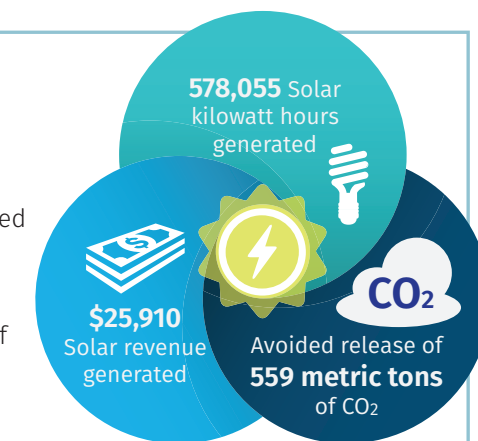 578,055 Solar
kilowatt hours
generated
ed
f
$25,910
Solar revenue
generated
CO₂
Avoided release of
559 metric tons
of CO₂